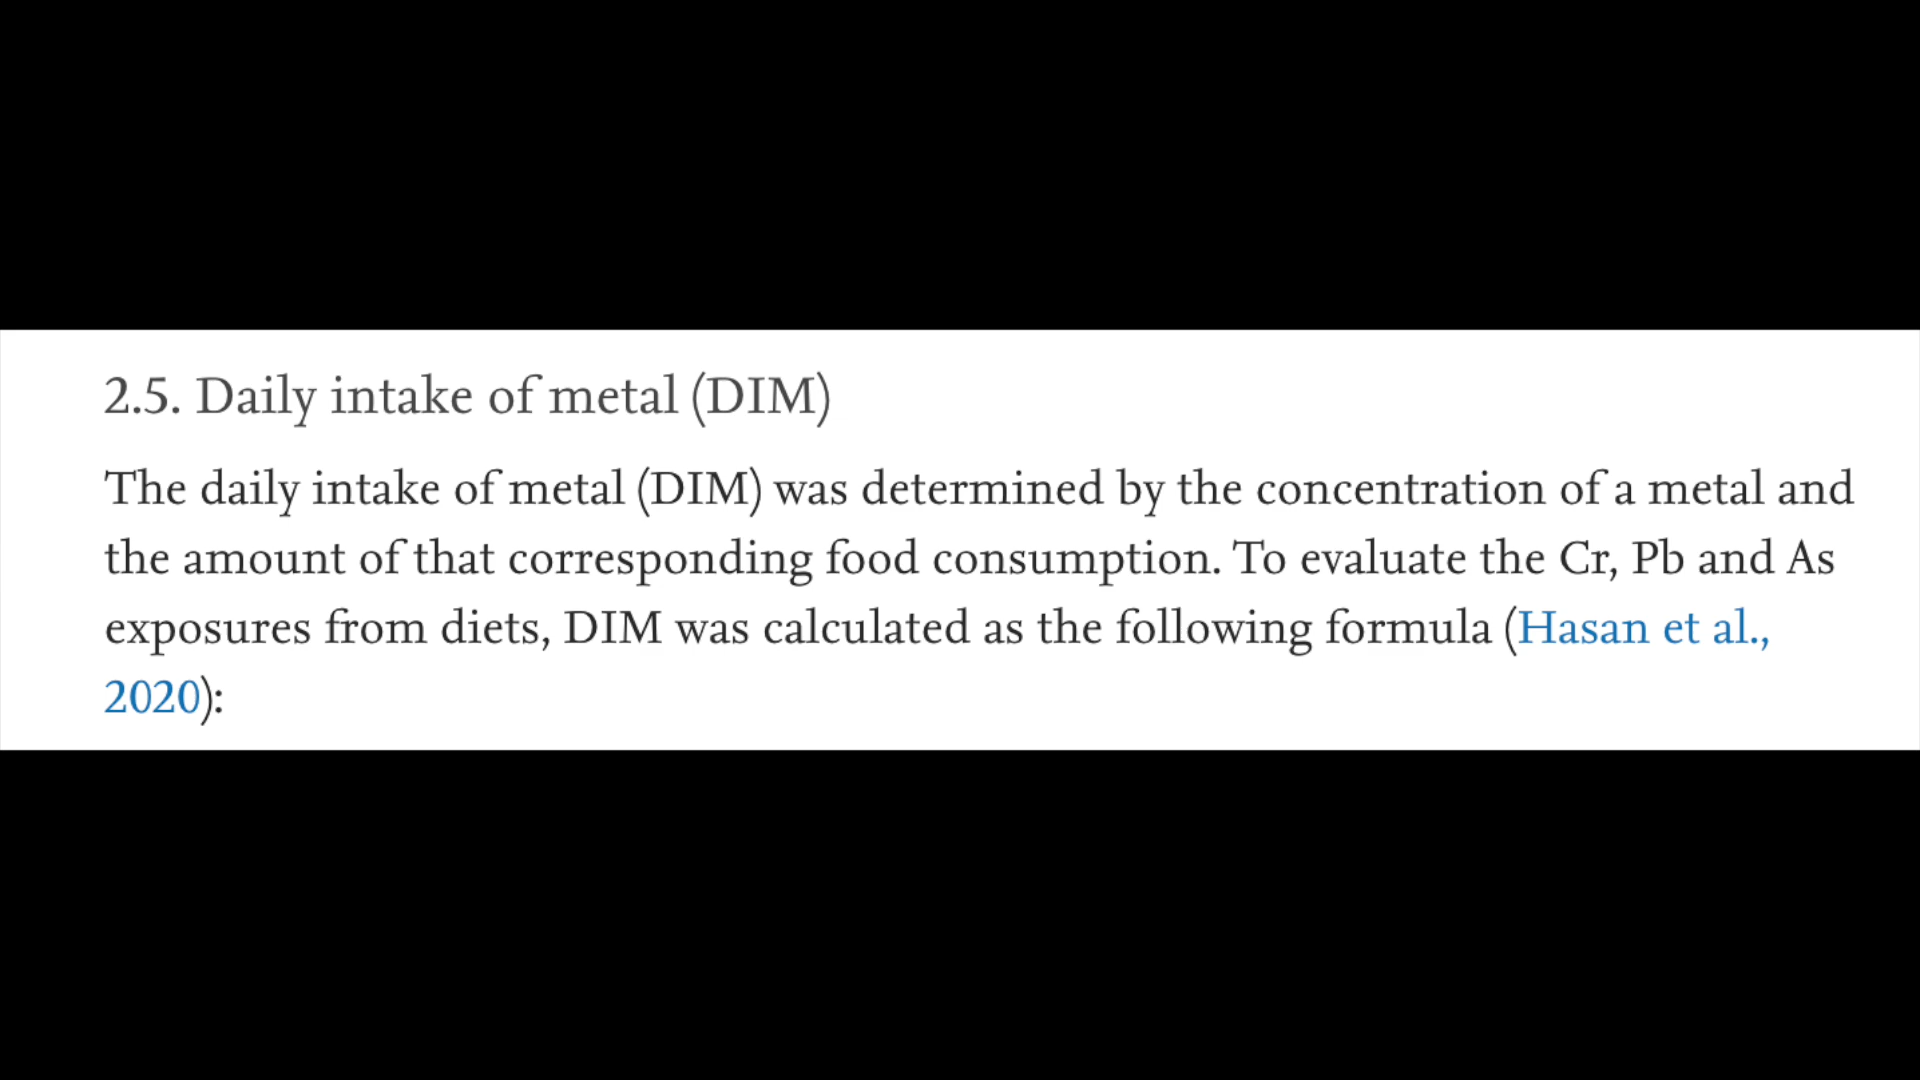 2.5. Daily intake of metal (DIM)
The daily intake of metal (DIM) was determined by the concentration of a metal and
the amount of that corresponding food consumption. To evaluate the Cr, Pb and As
exposures from diets, DIM was calculated as the following formula (Hasan et al.,
2020):